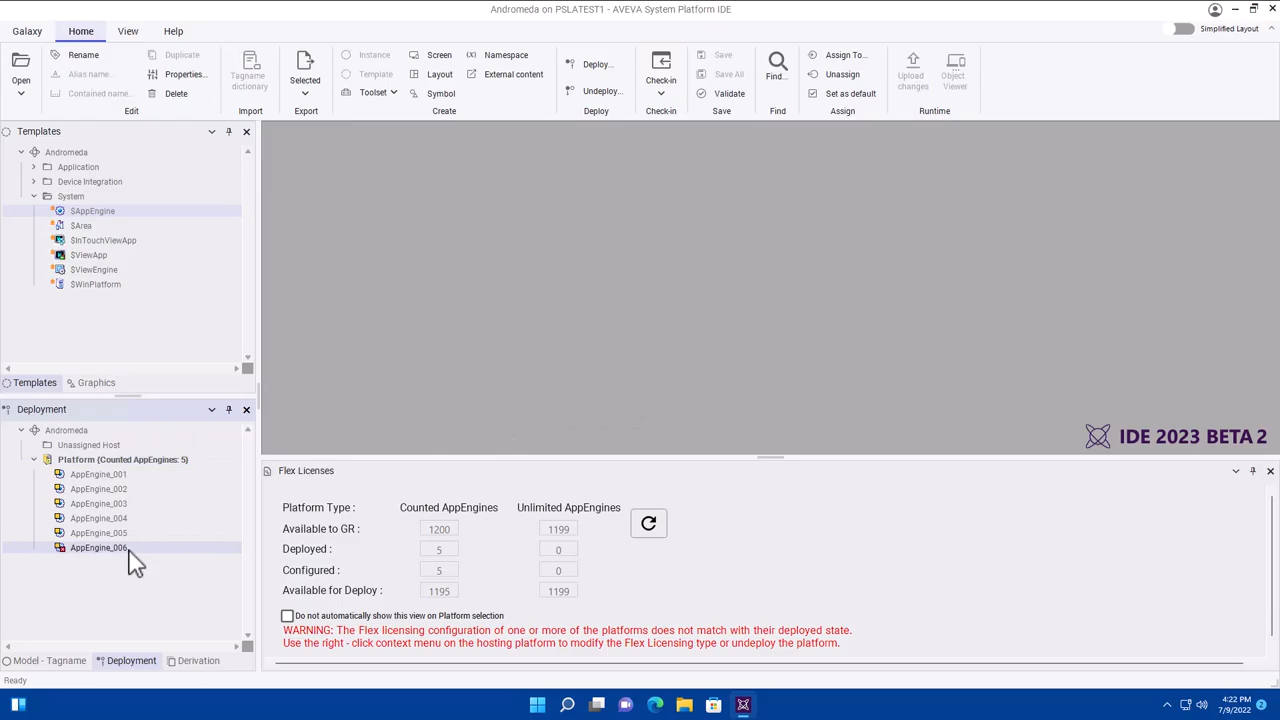 Andromeda on PSLATEST1 - AVEVA System Platform IDE
Galaxy Home View Help Simplified Layout
Rename Duplicate Instance Screen Namespace Save Assign To...
Open Alias name... Properties... Tagname dictionary Selected Template Layout External content Deploy... Check-in Save All Find... Unassign Upload changes Object Viewer
Contained name... Delete Toolset Symbol Undeploy... Validate Set as default
Edit Import Export Create Deploy Check-in Save Find Assign Runtime
Templates
Andromeda
Application
Device Integration
System
$AppEngine
$Area
$InTouchViewApp
$ViewApp
$ViewEngine
$WinPlatform
Templates Graphics
Deployment
Andromeda
Unassigned Host
Platform {Counted AppEngines: 5}
AppEngine_001
AppEngine_002
AppEngine_003
AppEngine_004
AppEngine_005
AppEngine_006
Model - Tagname Deployment Derivation
IDE 2023 BETA 2
Flex Licenses
Platform Type : Counted AppEngines Unlimited AppEngines
Available to GR : 1200 1199
Deployed : 5 0
Configured : 5 0
Available for Deploy : 1195 1199
Do not automatically show this view on Platform selection
WARNING: The Flex licensing configuration of one or more of the platforms does not match with their deployed state.
Use the right - click context menu on the hosting platform to modify the Flex Licensing type or undeploy the platform.
Ready
4:22 PM
7/9/2022
2